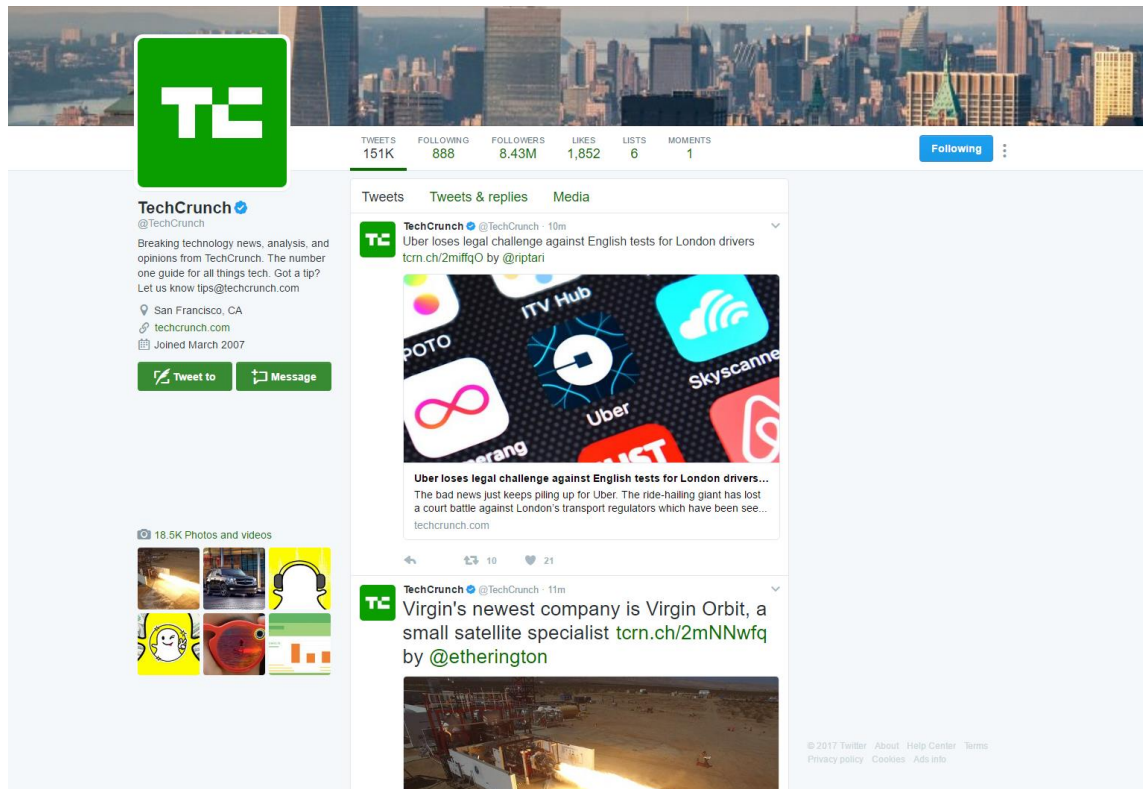 TC
TWEETS FOLLOWING FOLLOWERS LIKES LISTS MOMENTS
151K 888 8.43M 1,852 6 1
Following
TechCrunch
@TechCrunch
Breaking technology news, analysis, and
opinions from TechCrunch. The number
one guide for all things tech. Got a tip?
Let us know tips@techcrunch.com
San Francisco, CA
techcrunch.com
Joined March 2007
Tweet to Message
18.5K Photos and videos
Tweets Tweets & replies Media
TC
TechCrunch @TechCrunch · 10m
Uber loses legal challenge against English tests for London drivers
tcrn.ch/2miffqO by @riptari
ITV Hub
POTO
Skyscanne
Uber
erang
UST
Uber loses legal challenge against English tests for London drivers...
The bad news just keeps piling up for Uber. The ride-hailing giant has lost
a court battle against London's transport regulators which have been see...
techcrunch.com
10 21
TC
TechCrunch @TechCrunch · 11m
Virgin's newest company is Virgin Orbit, a
small satellite specialist tcrn.ch/2mNNwfq
by @etherington
© 2017 Twitter About Help Center Terms
Privacy policy Cookies Ads info